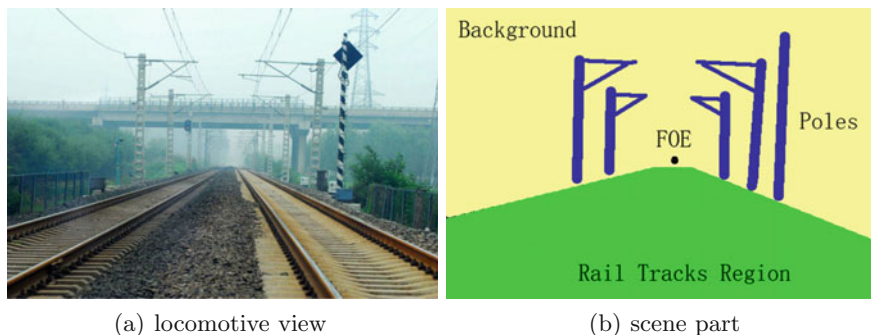 Background
Poles
FOE
Rail Tracks Region
(a) locomotive view
(b) scene part